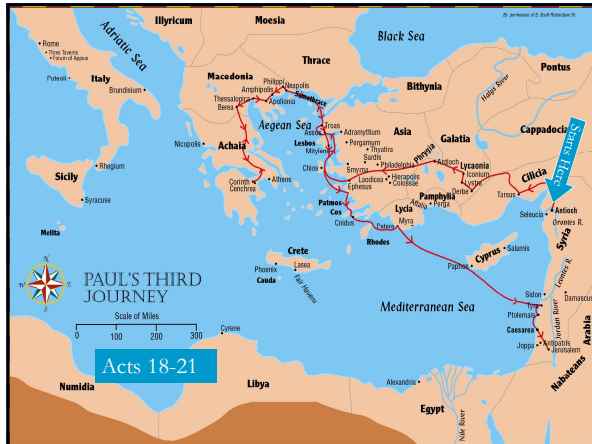 By permission of B. Scott Richardson Sr.
Black Sea
Adriatic Sea
Illyricum
Moesia
Thrace
Rome
Three Taverns
Forum of Appius
Puteoli
Italy
Brundisium
Macedonia
Philippi
Neapolis
Amphipolis
Thessalonica
Apollonia
Berea
Samothrace
Bithynia
Pontus
Halys River
Cappadocia
Starts Here
Aegean Sea
Troas
Assos
Adramyttium
Lesbos
Mitylene
Pergamum
Thyatira
Sardis
Asia
Galatia
Phrygia
Antioch
Lycaonia
Iconium
Lystra
Derbe
Cilicia
Tarsus
Nicopolis
Achaia
Athens
Corinth
Cenchrea
Chios
Smyrna
Philadelphia
Laodicea
Hierapolis
Colossae
Ephesus
Pamphylia
Attalia
Perga
Patmos
Cos
Cnidus
Lycia
Patara
Myra
Rhodes
Seleucia
Antioch
Orontes R.
Syria
Sicily
Rhegium
Syracuse
Melita
Crete
Phoenix
Lasea
Cauda
Fair Havens
Cyprus
Salamis
Paphos
Leontes R.
Sidon
Damascus
Tyre
Ptolemais
Caesarea
Jordan River
Joppa
Antipatris
Jerusalem
Arabia
Nabateans
Mediterranean Sea
N
W
E
S
PAUL'S THIRD
JOURNEY
Scale of Miles
0 100 200 300
Acts 18-21
Cyrene
Numidia
Libya
Alexandria
Egypt
Nile River